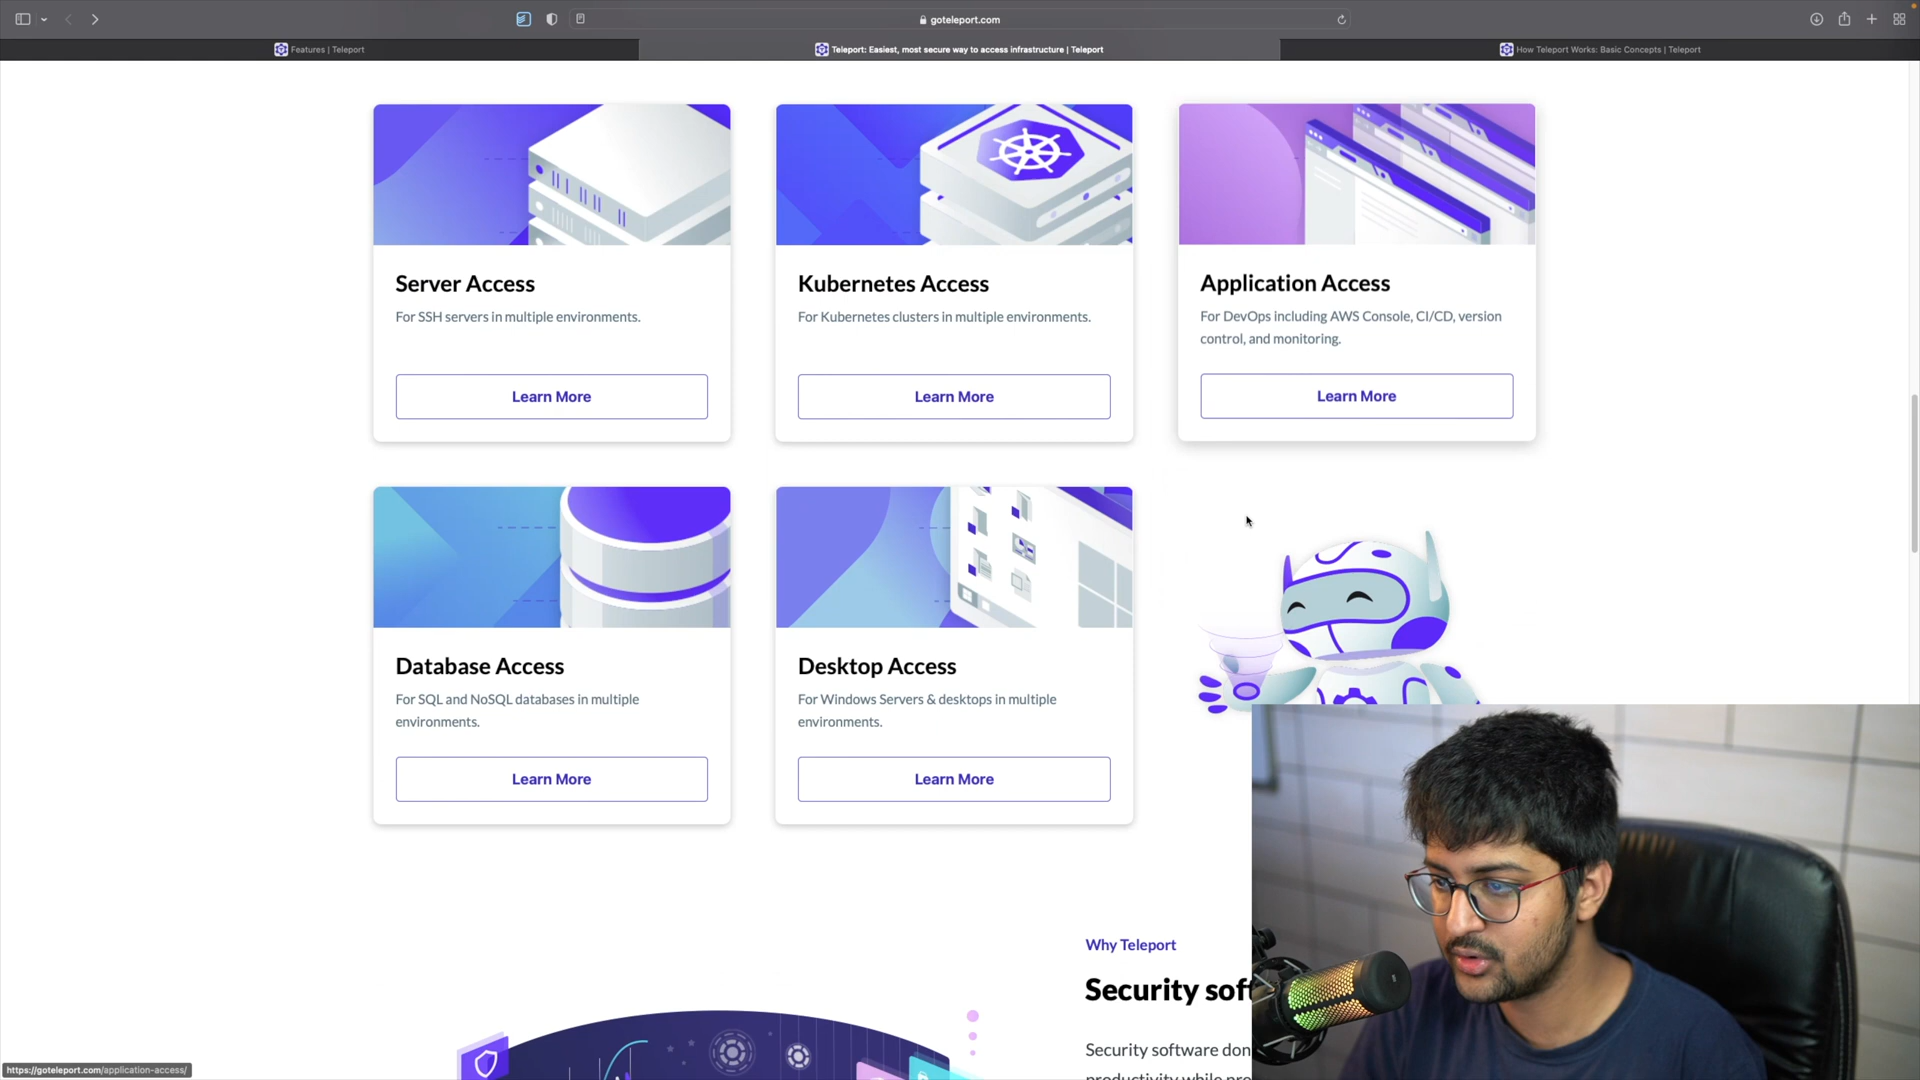 goteleport.com
Features | Teleport
Teleport: Easiest, most secure way to access infrastructure | Teleport
How Teleport Works: Basic Concepts | Teleport
Server Access
For SSH servers in multiple environments.
Learn More
Kubernetes Access
For Kubernetes clusters in multiple environments.
Learn More
Application Access
For DevOps including AWS Console, CI/CD, version
control, and monitoring.
Learn More
Database Access
For SQL and NoSQL databases in multiple
environments.
Learn More
Desktop Access
For Windows Servers & desktops in multiple
environments.
Learn More
Why Teleport
Security sof
Security software don
productivity while pro
https://goteleport.com/application-access/